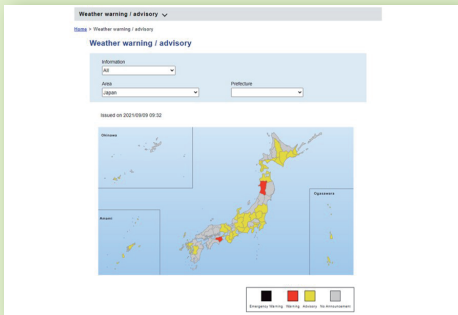 Weather warning / advisory
Home > Weather warning / advisory
Weather warning / advisory
Information
All
Area
Prefecture
Japan
Issued on 2021/09/09 09:32
Okinawa
Ogasawara
Amami
Emergency Warning Warning Advisory No Announcement